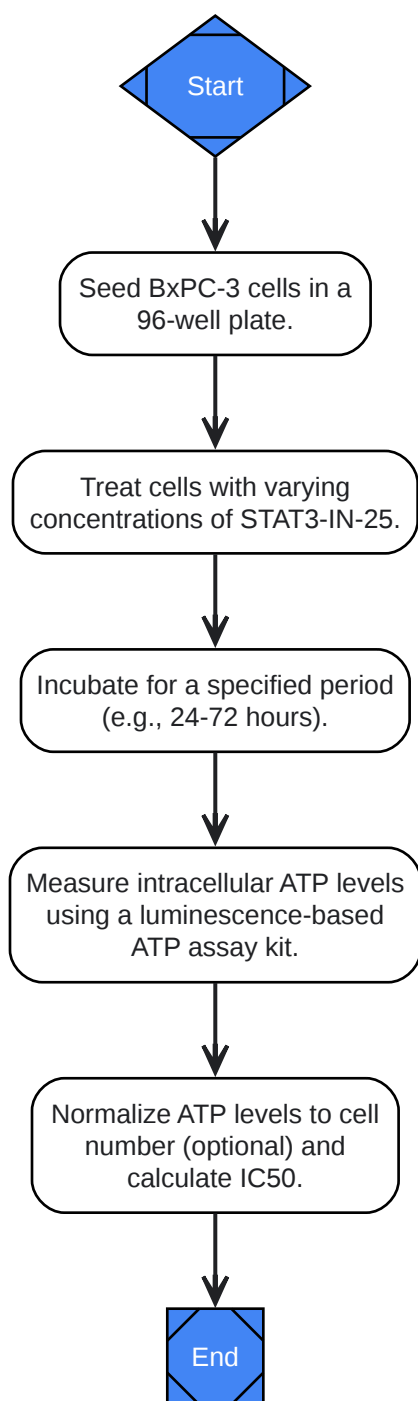 Start
Seed BxPC-3 cells in a
96-well plate.
Treat cells with varying
concentrations of STAT3-IN-25.
Incubate for a specified period
(e.g., 24-72 hours).
Measure intracellular ATP levels
using a luminescence-based
ATP assay kit.
Normalize ATP levels to cell
number (optional) and
calculate IC50.
End